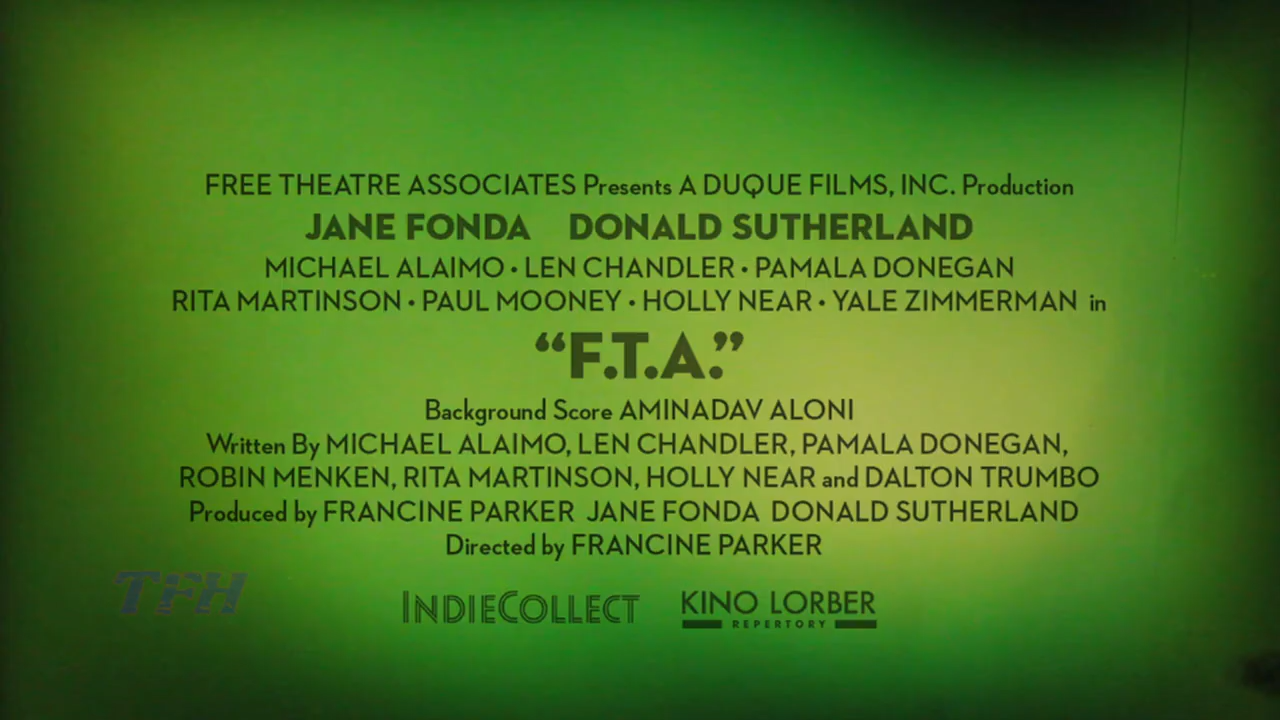 FREE THEATRE ASSOCIATES Presents A DUQUE FILMS, INC. Production
JANE FONDA DONALD SUTHERLAND
MICHAEL ALAIMO • LEN CHANDLER • PAMALA DONEGAN
RITA MARTINSON • PAUL MOONEY • HOLLY NEAR • YALE ZIMMERMAN in
“F.T.A.”
Background Score AMINADAV ALONI
Written By MICHAEL ALAIMO, LEN CHANDLER, PAMALA DONEGAN,
ROBIN MENKEN, RITA MARTINSON, HOLLY NEAR and DALTON TRUMBO
Produced by FRANCINE PARKER JANE FONDA DONALD SUTHERLAND
Directed by FRANCINE PARKER
TFH
INDIECOLLECT
KINO LORBER
REPERTORY